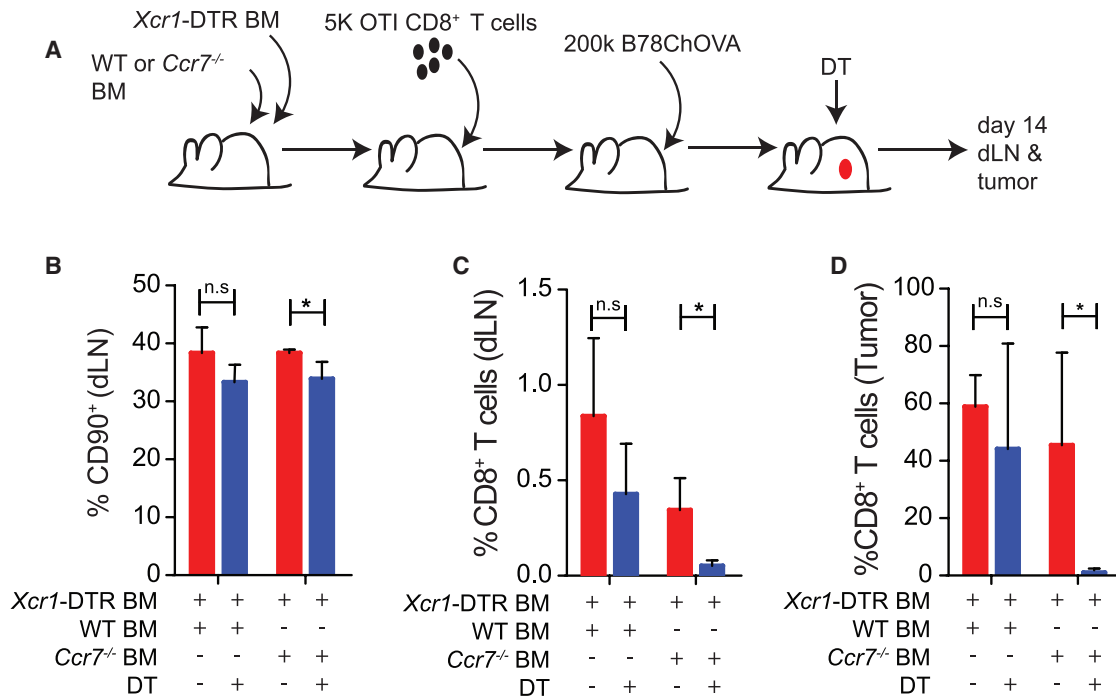 A
Xcr1-DTR BM
WT or Ccr7-/-
BM
5K OTI CD8+ T cells
200k B78ChOVA
DT
day 14
dLN &
tumor
B
% CD90+ (dLN)
50
40
30
20
10
0
n.s
*
Xcr1-DTR BM + + + +
WT BM + + - -
Ccr7-/- BM - - + +
DT - + - +
C
% CD8+ T cells (dLN)
1.5
1.0
0.5
0.0
n.s
*
Xcr1-DTR BM + + + +
WT BM + + - -
Ccr7-/- BM - - + +
DT - + - +
D
%CD8+ T cells (Tumor)
100
80
60
40
20
0
n.s
*
Xcr1-DTR BM + + + +
WT BM + + - -
Ccr7-/- BM - - + +
DT - + - +